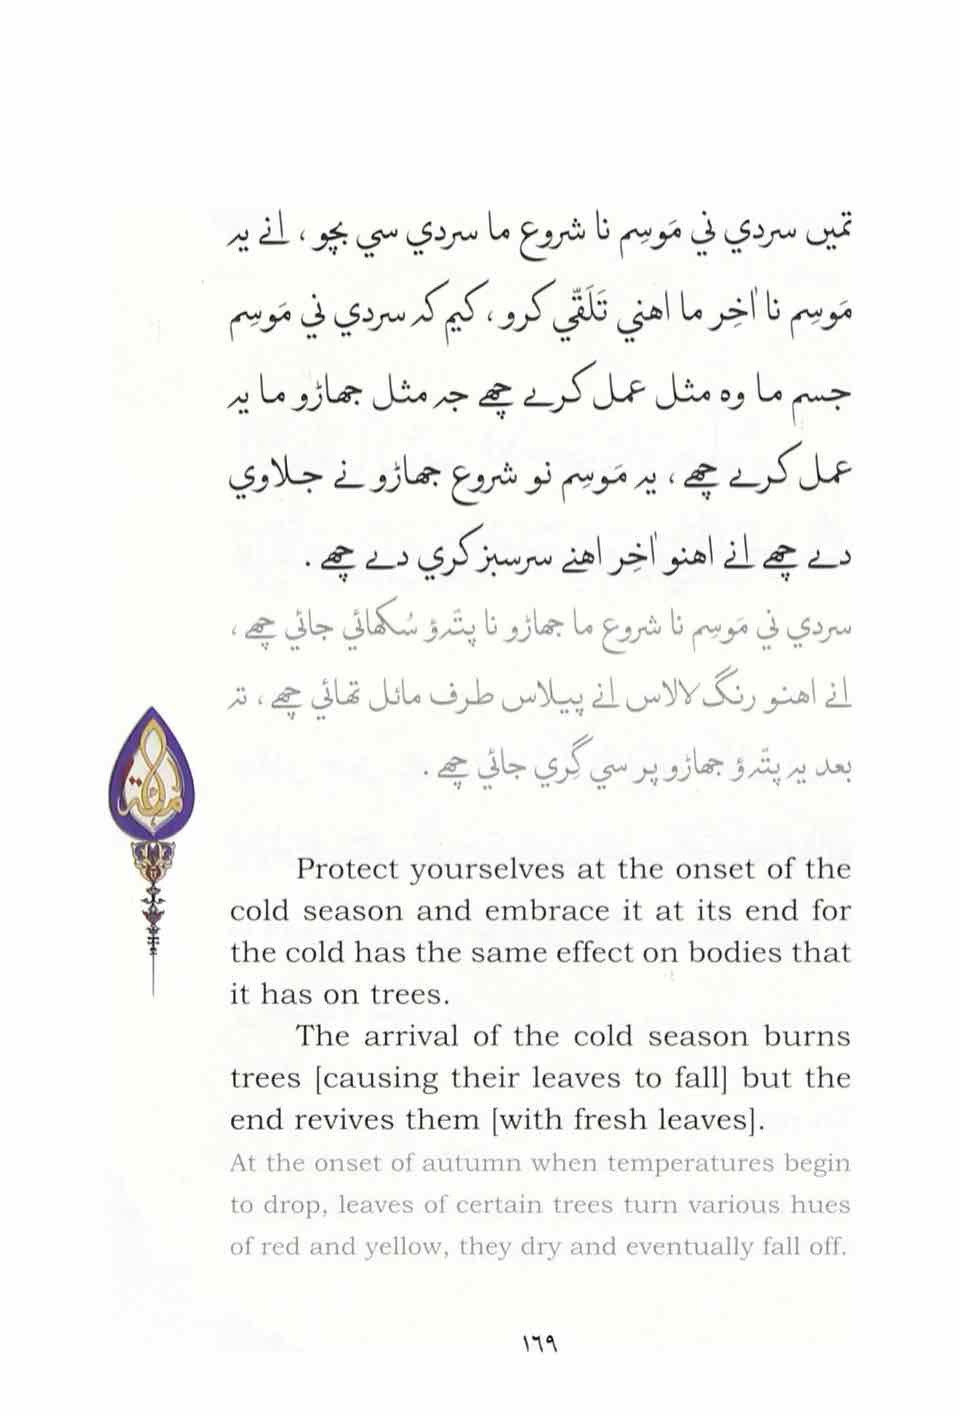 تمیں سردي ني مَوسِم نا شروع ما سردي سي بچو ، انے يہ
مَوسِم نا اٰخِر ما اهني تَلَقّي كرو ، كيم كہ سردي ني مَوسِم
جسم ما وه مثل عمل كرے چھے جہ مثل جھاڑو ما يہ
عمل كرے چھے ، يہ مَوسِم نو شروع جھاڑو نے جلاوي
دے چھے انے اهنو اٰخِر اهنے سرسبز كري دے چھے .
سردي ني مَوسِم نا شروع ما جھاڑو نا پتّرؤ سُكھائي جائي چھے ،
انے اهنو رنگ لالاس انے پيلاس طرف مائل تھائي چھے ، تہ
بعد يہ پتّرؤ جھاڑو پر سي گِري جائي چھے .
Protect yourselves at the onset of the
cold season and embrace it at its end for
the cold has the same effect on bodies that
it has on trees.
The arrival of the cold season burns
trees [causing their leaves to fall] but the
end revives them [with fresh leaves].
At the onset of autumn when temperatures begin
to drop, leaves of certain trees turn various hues
of red and yellow, they dry and eventually fall off.
١٦٩